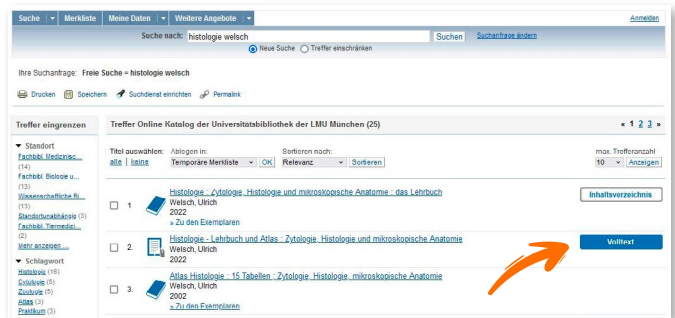 Suche Merkliste Meine Daten Weitere Angebote Anmelden
Suche nach: histologie welsch Suchen Suchanfrage ändern
Neue Suche Treffer einschränken
Ihre Suchanfrage: Freie Suche = histologie welsch
Drucken Speichern Suchdienst einrichten Permalink
Treffer eingrenzen
Treffer Online Katalog der Universitätsbibliothek der LMU München (25)
« 1 2 3 »
Standort
Fachbibl. Medizinisc...
(14)
Fachbibl. Biologie u...
(13)
Wissenschaftliche Bi...
(13)
Standortunabhängig (3)
Fachbibl. Tiermedizi...
(2)
Mehr anzeigen ...
Schlagwort
Histologie (18)
Cytologie (5)
Zoologie (5)
Atlas (3)
Praktikum (3)
Titel auswählen: Ablegen in: Sortieren nach: max. Trefferanzahl
alle | keine Temporäre Merkliste OK Relevanz Sortieren 10 Anzeigen
1 Histologie : Zytologie, Histologie und mikroskopische Anatomie : das Lehrbuch
Welsch, Ulrich
2022
» Zu den Exemplaren
Inhaltsverzeichnis
2. Histologie - Lehrbuch und Atlas : Zytologie, Histologie und mikroskopische Anatomie
Welsch, Ulrich
2022
Volltext
3. Atlas Histologie : 15 Tabellen ; Zytologie, Histologie, mikroskopische Anatomie
Welsch, Ulrich
2002
» Zu den Exemplaren